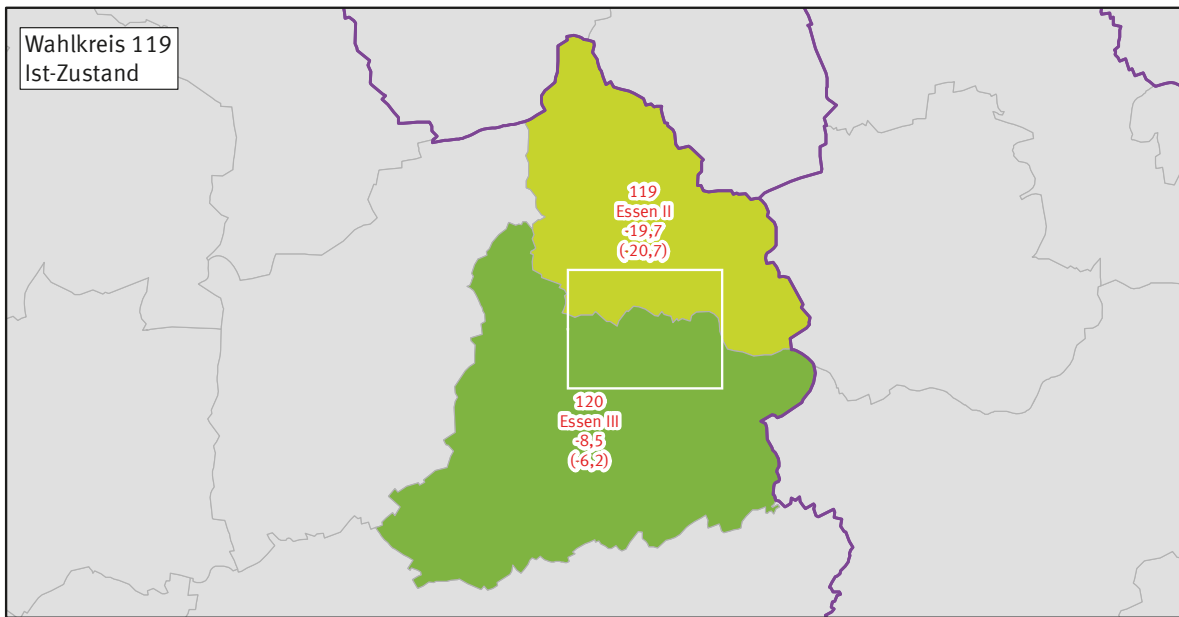 Wahlkreis 119
Ist-Zustand
119
Essen II
-19,7
(-20,7)
120
Essen III
-8,5
(-6,2)